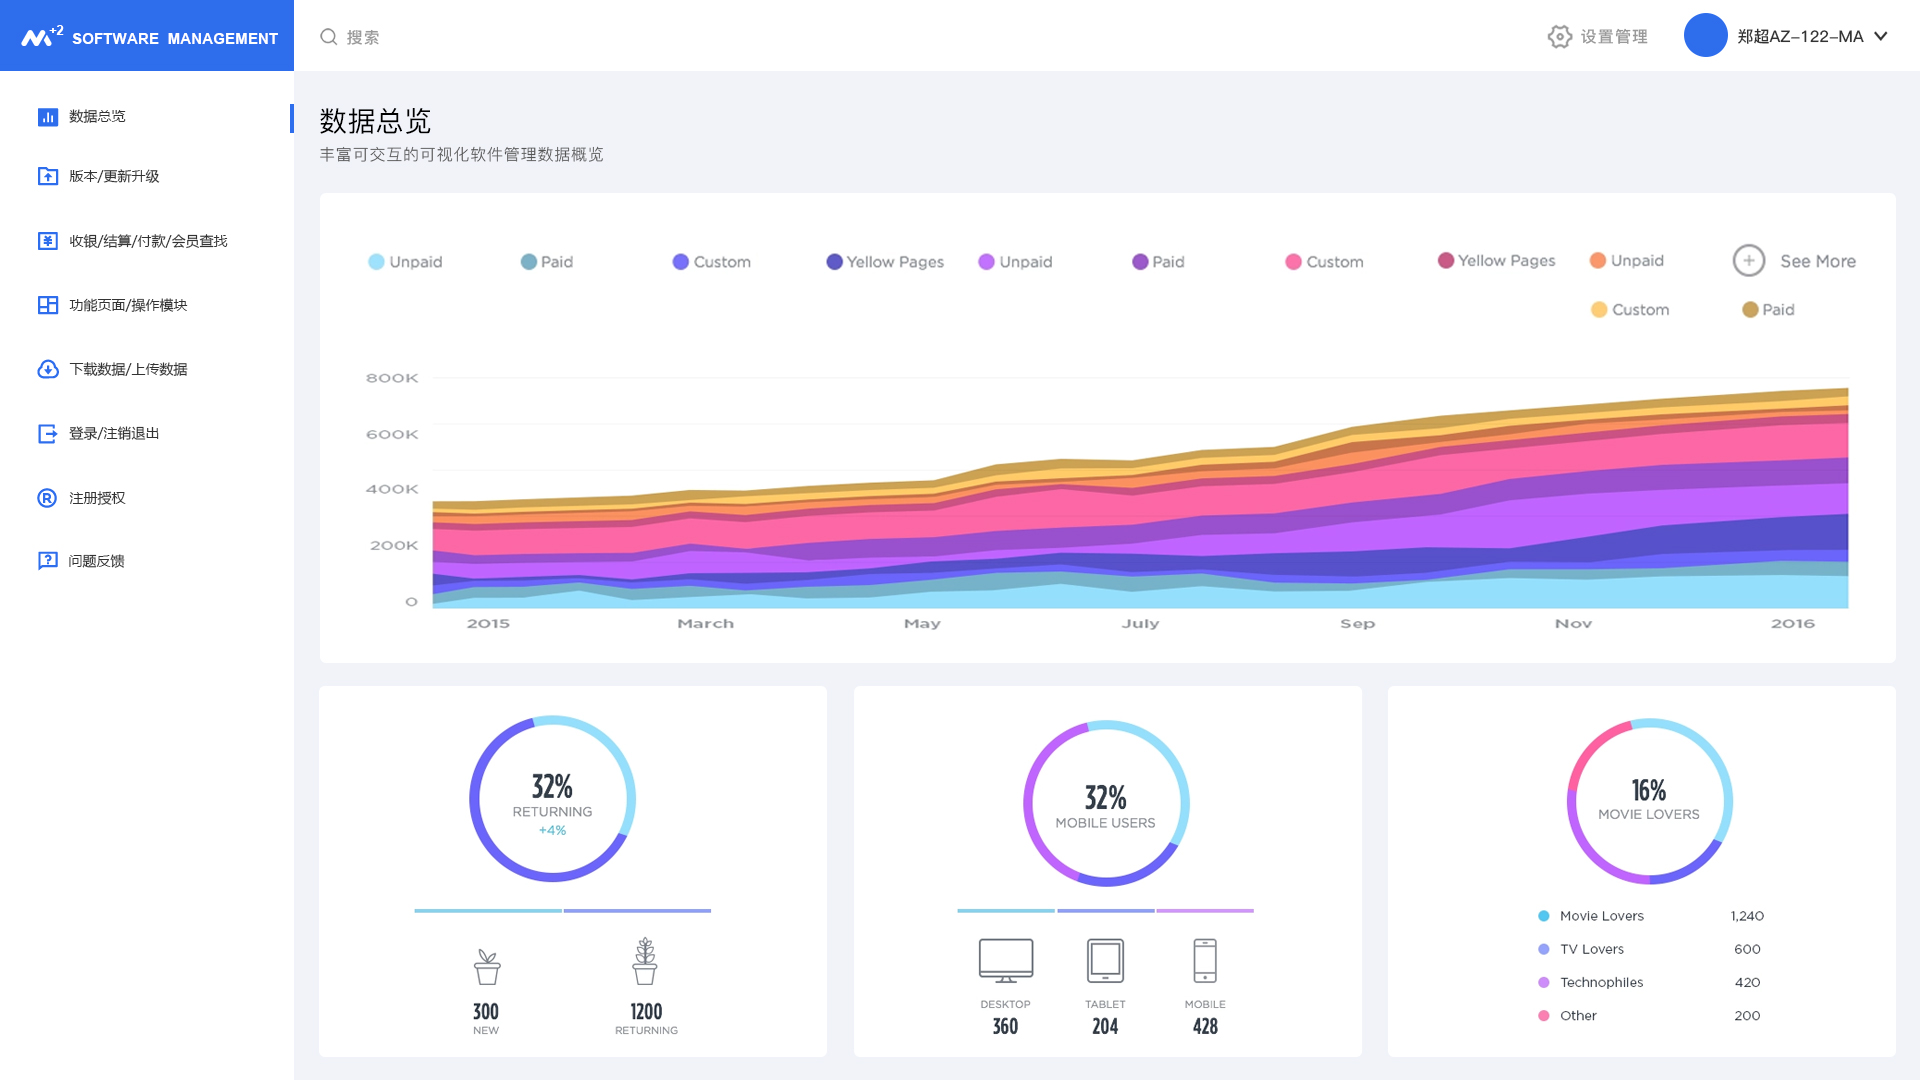 M+2 SOFTWARE MANAGEMENT
搜索
设置管理
郑超AZ-122-MA
数据总览
版本/更新升级
收银/结算/付款/会员查找
功能页面/操作模块
下载数据/上传数据
登录/注销退出
注册授权
问题反馈
数据总览
丰富可交互的可视化软件管理数据概览
Unpaid Paid Custom Yellow Pages Unpaid Paid Custom Yellow Pages Unpaid See More
Custom Paid
800K
600K
400K
200K
0
2015 March May July Sep Nov 2016
32%
RETURNING
+4%
300
NEW
1200
RETURNING
32%
MOBILE USERS
DESKTOP
360
TABLET
204
MOBILE
428
16%
MOVIE LOVERS
Movie Lovers 1,240
TV Lovers 600
Technophiles 420
Other 200